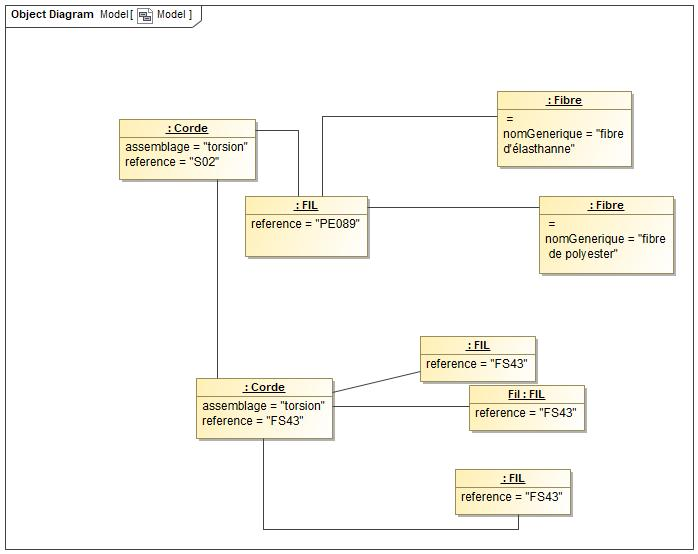 Object Diagram Model[ Model ]
: Fibre
=
nomGenerique = "fibre
d'élasthanne"
: Corde
assemblage = "torsion"
reference = "S02"
: FIL
reference = "PE089"
: Fibre
=
nomGenerique = "fibre
de polyester"
: FIL
reference = "FS43"
: Corde
assemblage = "torsion"
reference = "FS43"
Fil : FIL
reference = "FS43"
: FIL
reference = "FS43"